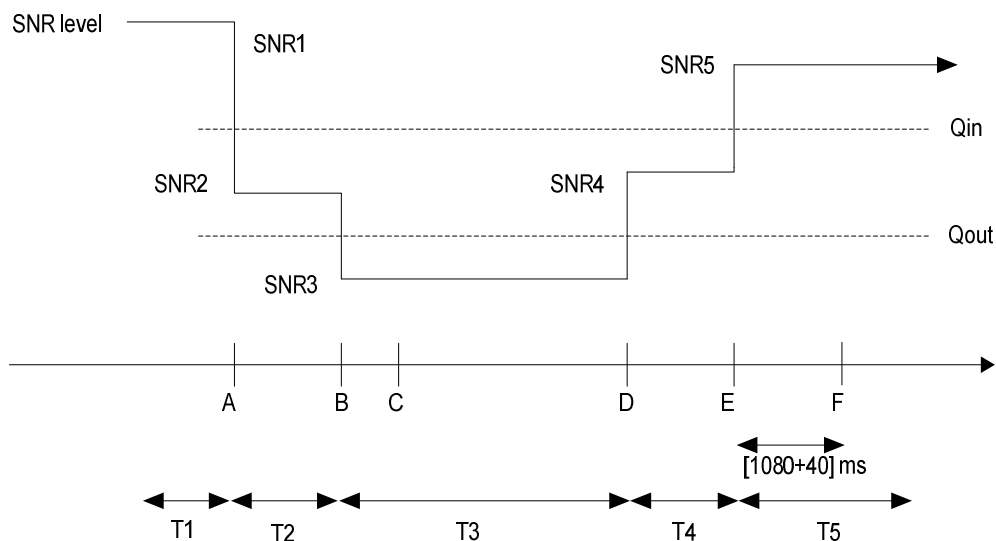 SNR level
SNR1
SNR5
Qin
SNR2
SNR4
Qout
SNR3
A B C D E F
[1080+40] ms
T1 T2 T3 T4 T5